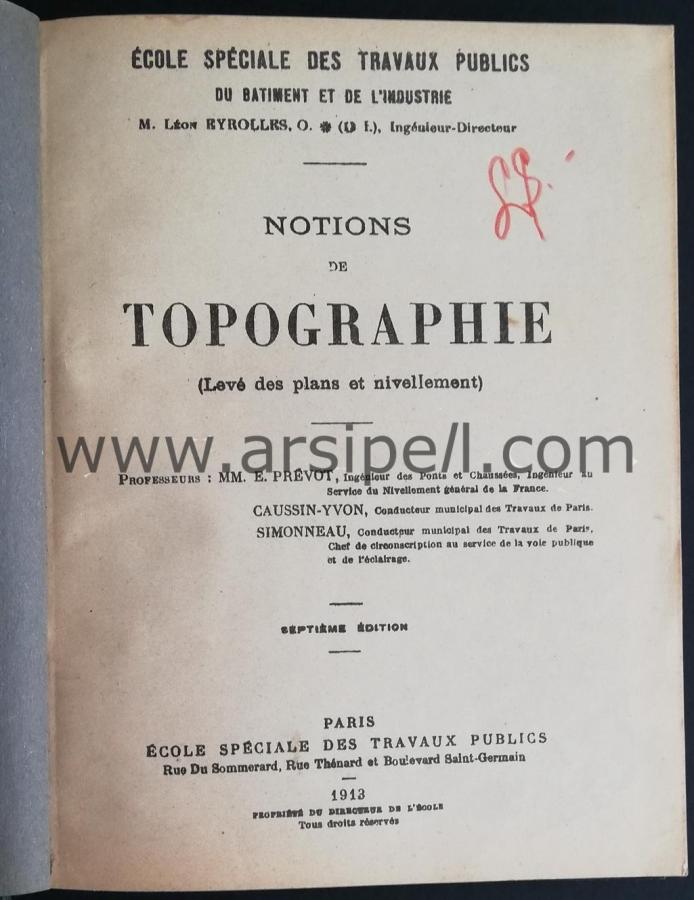 ÉCOLE SPÉCIALE DES TRAVAUX PUBLICS
DU BATIMENT ET DE L'INDUSTRIE
M. LÉON EYROLLES, O. ❋ (O I.), Ingénieur-Directeur
NOTIONS
DE
TOPOGRAPHIE
(Levé des plans et nivellement)
www.arsipe/l.com
PROFESSEURS : MM. E. PRÉVOT, Ingénieur des Ponts et Chaussées, Ingénieur au
Service du Nivellement général de la France.
CAUSSIN-YVON, Conducteur municipal des Travaux de Paris.
SIMONNEAU, Conducteur municipal des Travaux de Paris,
Chef de circonscription au service de la voie publique
et de l'éclairage.
SEPTIÈME ÉDITION
PARIS
ÉCOLE SPÉCIALE DES TRAVAUX PUBLICS
Rue Du Sommerard, Rue Thénard et Boulevard Saint-Germain
1913
PROPRIÉTÉ DU DIRECTEUR DE L'ÉCOLE
Tous droits réservés